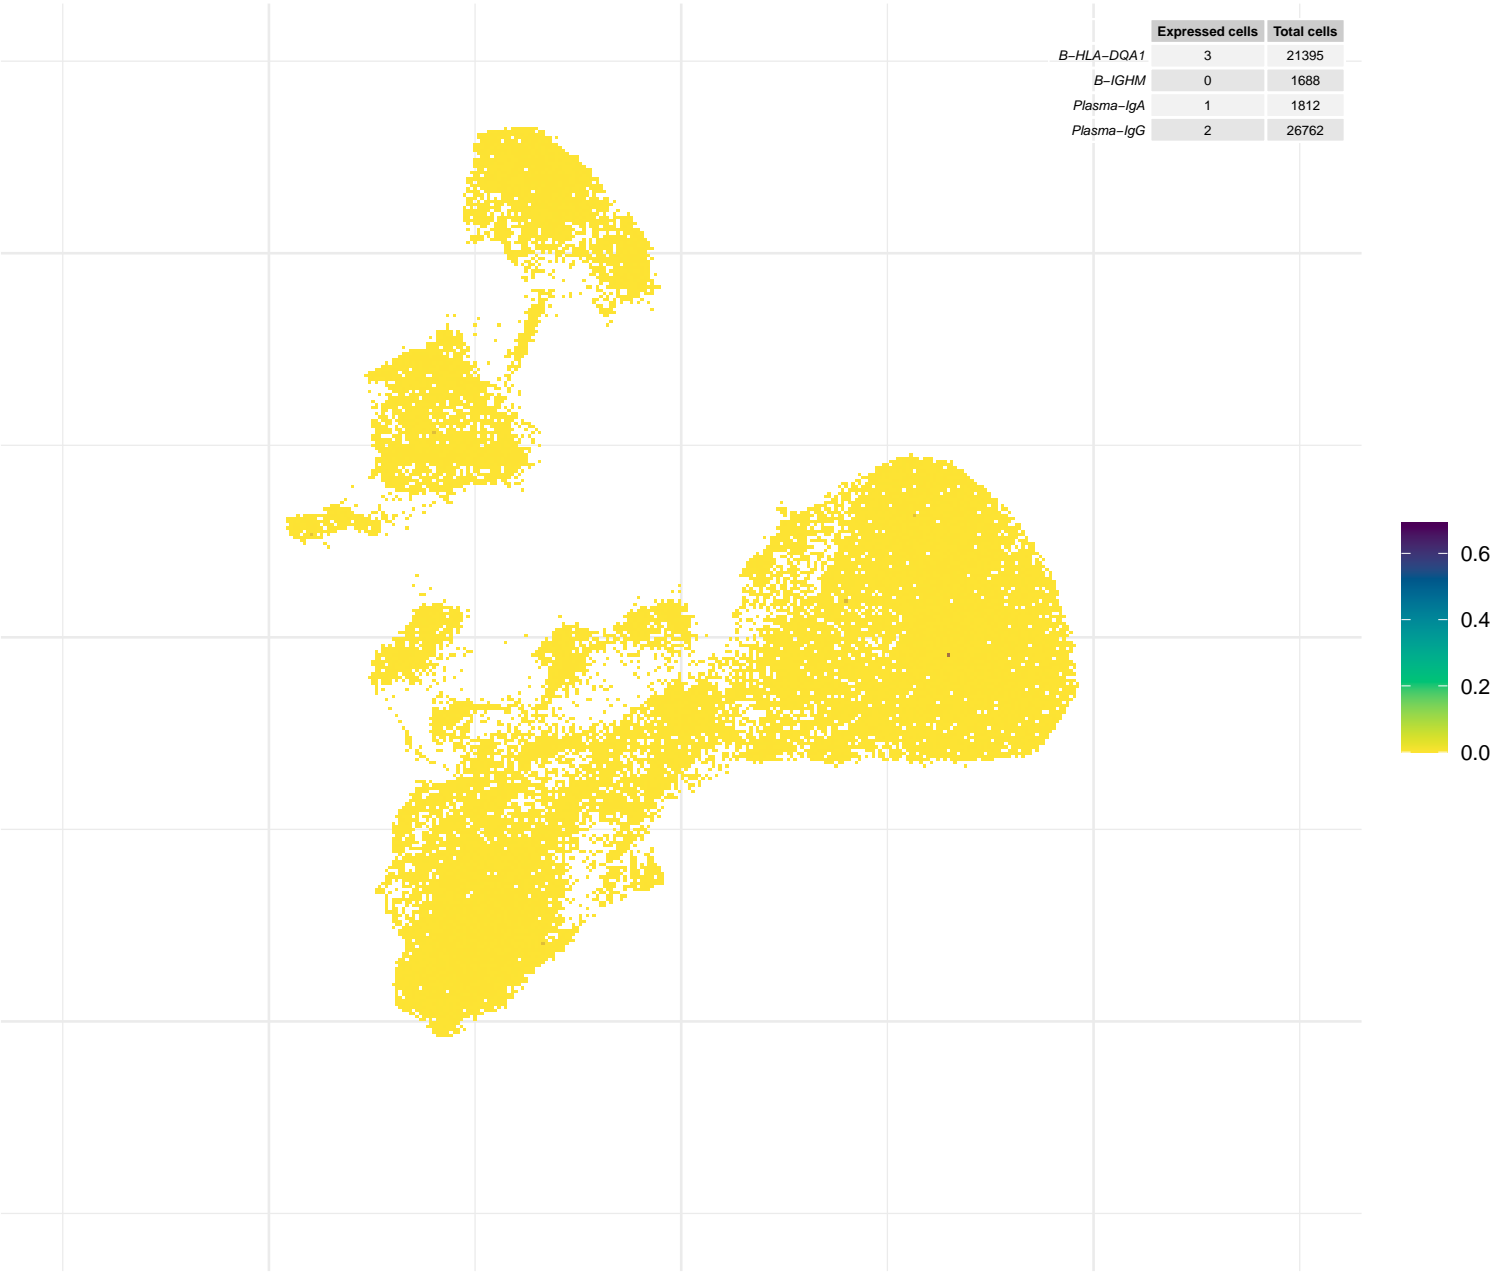 Expressed cells Total cells
B−HLA−DQA1 3 21395
B−IGHM 0 1688
Plasma−IgA 1 1812
Plasma−IgG 2 26762
0.6
0.4
0.2
0.0